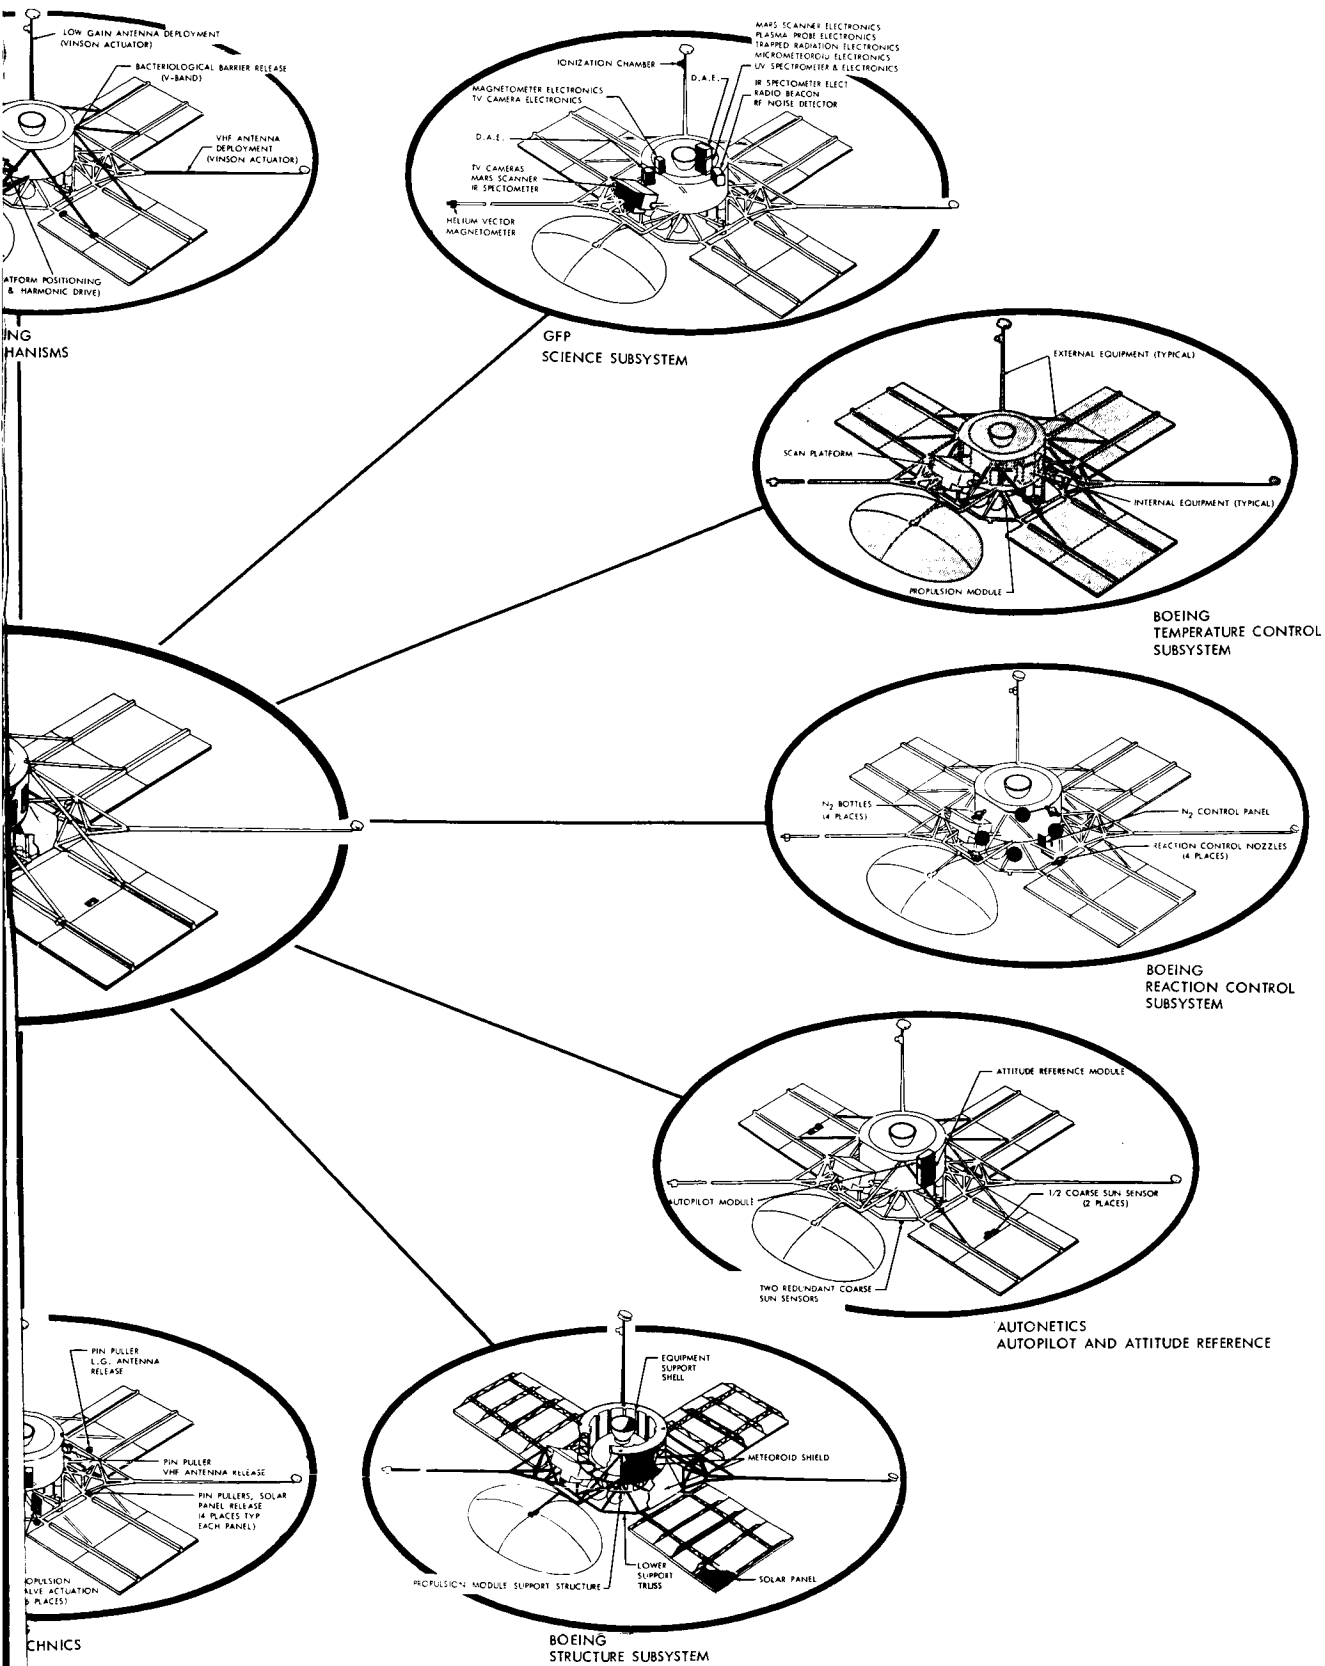 LOW GAIN ANTENNA DEPLOYMENT
(VINSON ACTUATOR)
BACTERIOLOGICAL BARRIER RELEASE
(V-BAND)
VHF ANTENNA
DEPLOYMENT
(VINSON ACTUATOR)
ATFORM POSITIONING
& HARMONIC DRIVE)
NG
HANISMS
MARS SCANNER ELECTRONICS
PLASMA PROBE ELECTRONICS
TRAPPED RADIATION ELECTRONICS
MICROMETEOROID ELECTRONICS
UV SPECTROMETER & ELECTRONICS
IONIZATION CHAMBER
D.A.E.
IR SPECTOMETER ELECT
RADIO BEACON
RF NOISE DETECTOR
MAGNETOMETER ELECTRONICS
TV CAMERA ELECTRONICS
D.A.E.
TV CAMERAS
MARS SCANNER
IR SPECTOMETER
HELIUM VECTOR
MAGNETOMETER
GFP
SCIENCE SUBSYSTEM
EXTERNAL EQUIPMENT (TYPICAL)
SCAN PLATFORM
INTERNAL EQUIPMENT (TYPICAL)
PROPULSION MODULE
BOEING
TEMPERATURE CONTROL
SUBSYSTEM
N2 BOTTLES
(4 PLACES)
N2 CONTROL PANEL
REACTION CONTROL NOZZLES
(4 PLACES)
BOEING
REACTION CONTROL
SUBSYSTEM
ATTITUDE REFERENCE MODULE
AUTOPILOT MODULE
1/2 COARSE SUN SENSOR
(2 PLACES)
TWO REDUNDANT COARSE
SUN SENSORS
AUTONETICS
AUTOPILOT AND ATTITUDE REFERENCE
PIN PULLER
L.G. ANTENNA
RELEASE
PIN PULLER
VHF ANTENNA RELEASE
PIN PULLERS, SOLAR
PANEL RELEASE
(4 PLACES TYP
EACH PANEL)
OPULSION
ALVE ACTUATION
6 PLACES)
CHNICS
EQUIPMENT
SUPPORT
SHELL
METEOROID SHIELD
LOWER
SUPPORT
TRUSS
SOLAR PANEL
PROPULSION MODULE SUPPORT STRUCTURE
BOEING
STRUCTURE SUBSYSTEM